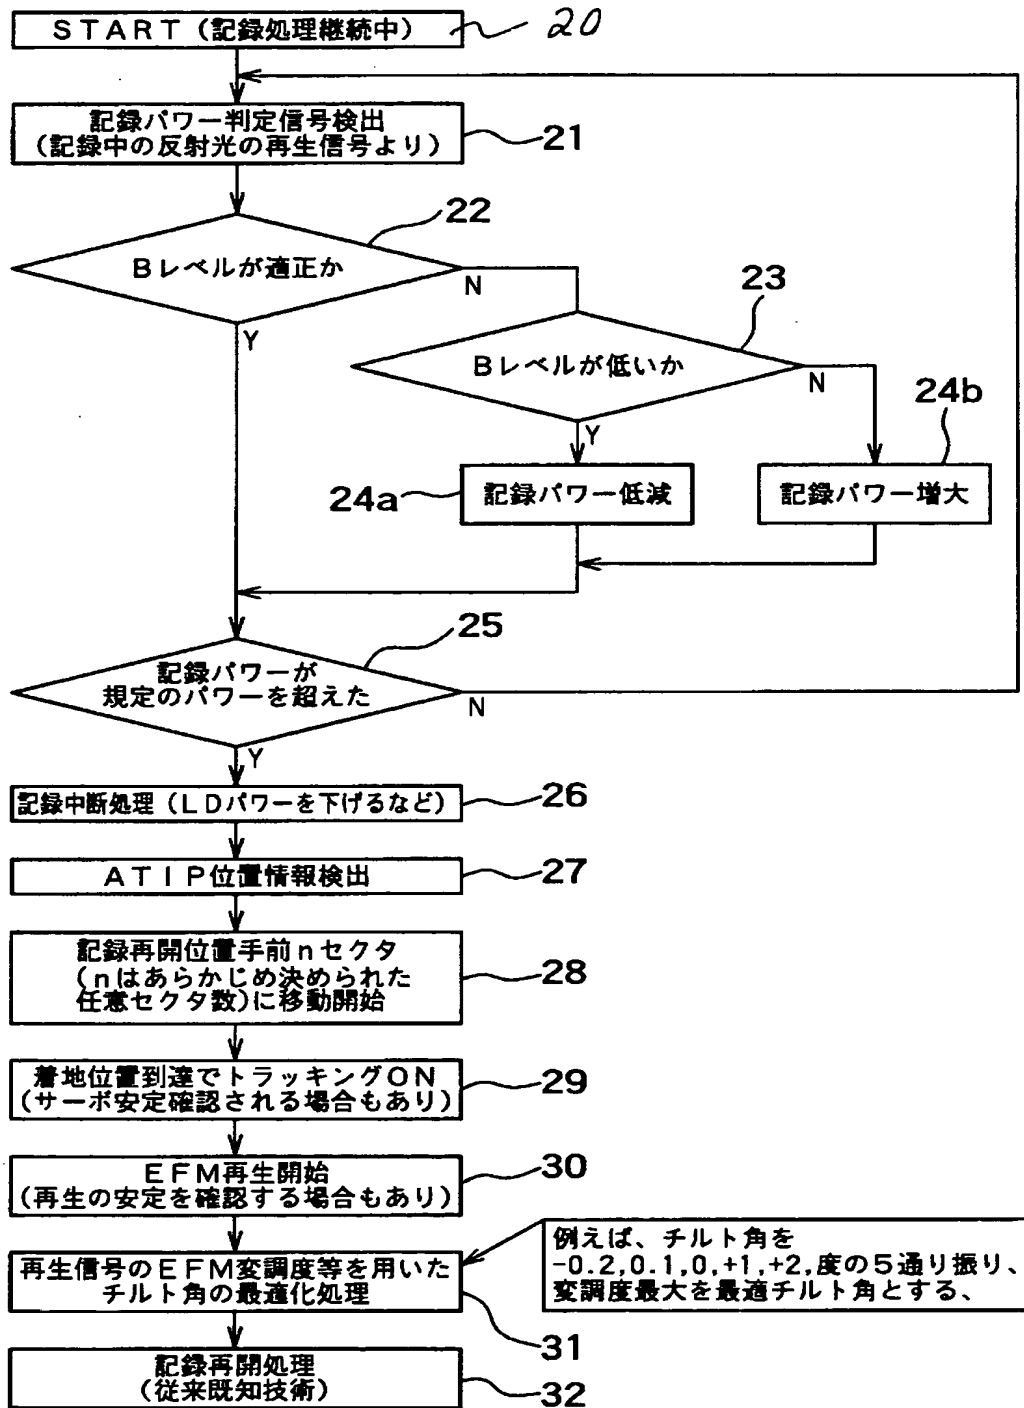 START(記録処理継続中)
20
記録パワー判定信号検出
(記録中の反射光の再生信号より)
21
22
Bレベルが適正か
N
Y
23
Bレベルが低いか
N
Y
24b
24a
記録パワー低減
記録パワー増大
25
記録パワーが
規定のパワーを超えた
N
Y
記録中断処理(LDパワーを下げるなど)
26
ATIP位置情報検出
27
記録再開位置手前nセクタ
(nはあらかじめ決められた
任意セクタ数)に移動開始
28
着地位置到達でトラッキングON
(サーボ安定確認される場合もあり)
29
EFM再生開始
(再生の安定を確認する場合もあり)
30
再生信号のEFM変調度等を用いた
チルト角の最適化処理
例えば、チルト角を
-0.2,0.1,0,+1,+2,度の5通り振り、
変調度最大を最適チルト角とする、
31
記録再開処理
(従来既知技術)
32